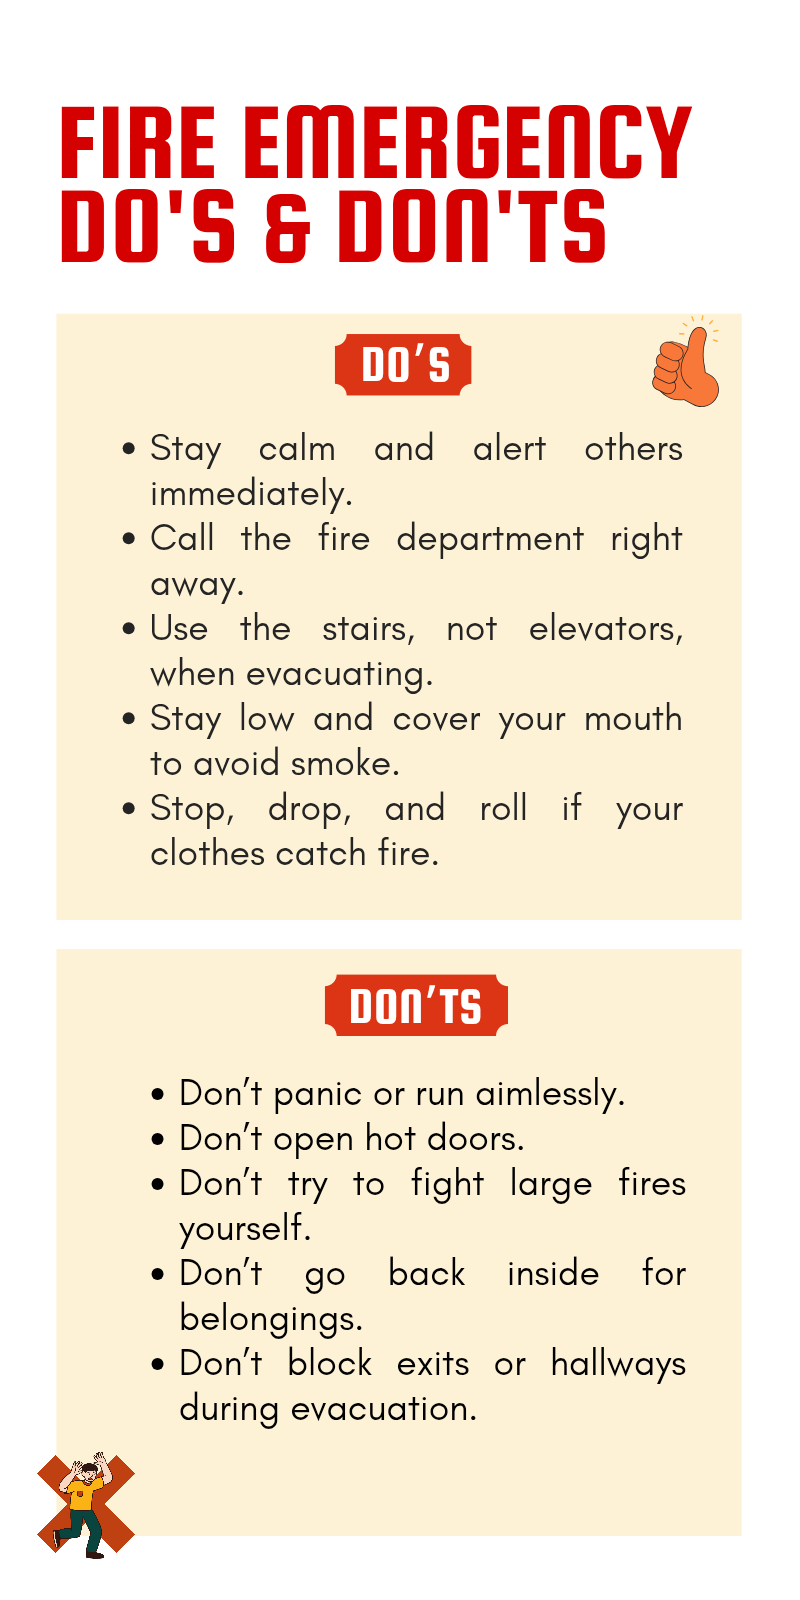 FIRE EMERGENCY
DO'S & DON'TS
DO’S
• Stay calm and alert others
immediately.
• Call the fire department right
away.
• Use the stairs, not elevators,
when evacuating.
• Stay low and cover your mouth
to avoid smoke.
• Stop, drop, and roll if your
clothes catch fire.
DON’TS
• Don’t panic or run aimlessly.
• Don’t open hot doors.
• Don’t try to fight large fires
yourself.
• Don’t go back inside for
belongings.
• Don’t block exits or hallways
during evacuation.